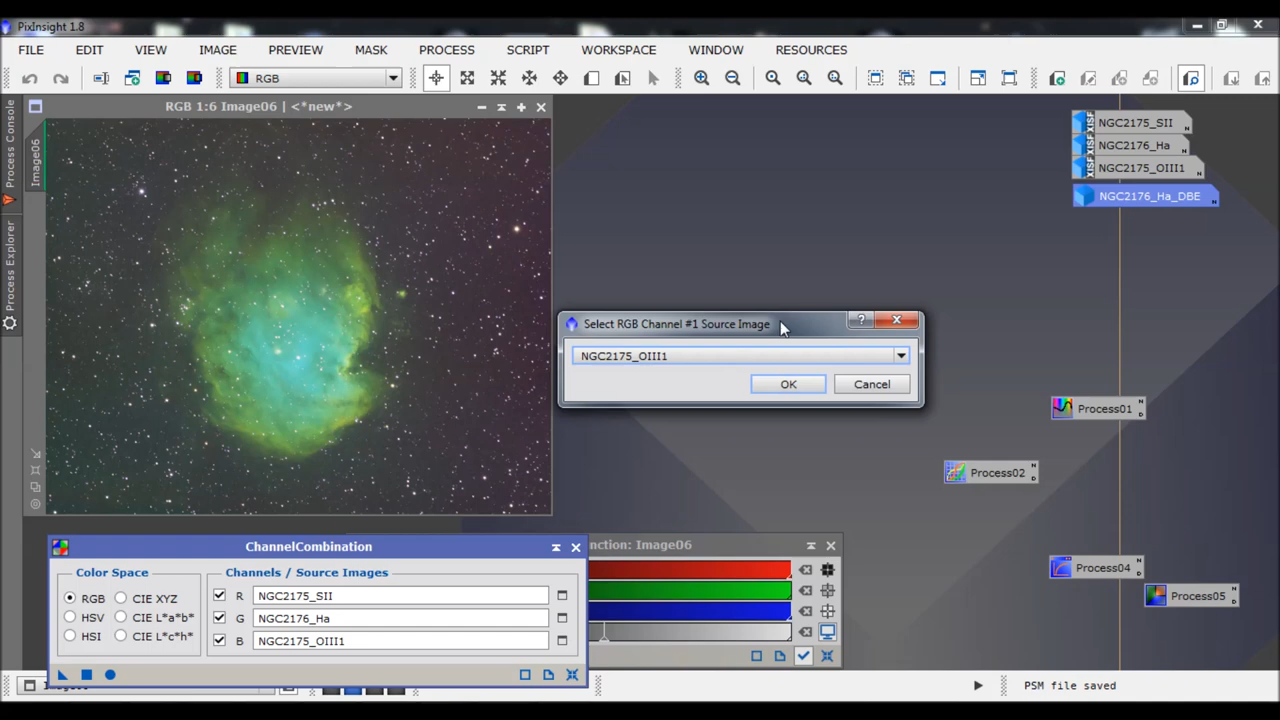 PixInsight 1.8
FILE EDIT VIEW IMAGE PREVIEW MASK PROCESS SCRIPT WORKSPACE WINDOW RESOURCES
RGB
RGB 1:6 Image06 | <*new*>
Process Console
Process Explorer
Image06
NGC2175_SII
NGC2176_Ha
NGC2175_OIII1
NGC2176_Ha_DBE
XISF
XISF
XISF
Select RGB Channel #1 Source Image
NGC2175_OIII1
OK Cancel
Process01
Process02
Process04
Process05
ChannelCombination
Color Space
RGB CIE XYZ
HSV CIE L*a*b*
HSI CIE L*c*h*
Channels / Source Images
R NGC2175_SII
G NGC2176_Ha
B NGC2175_OIII1
nction: Image06
PSM file saved